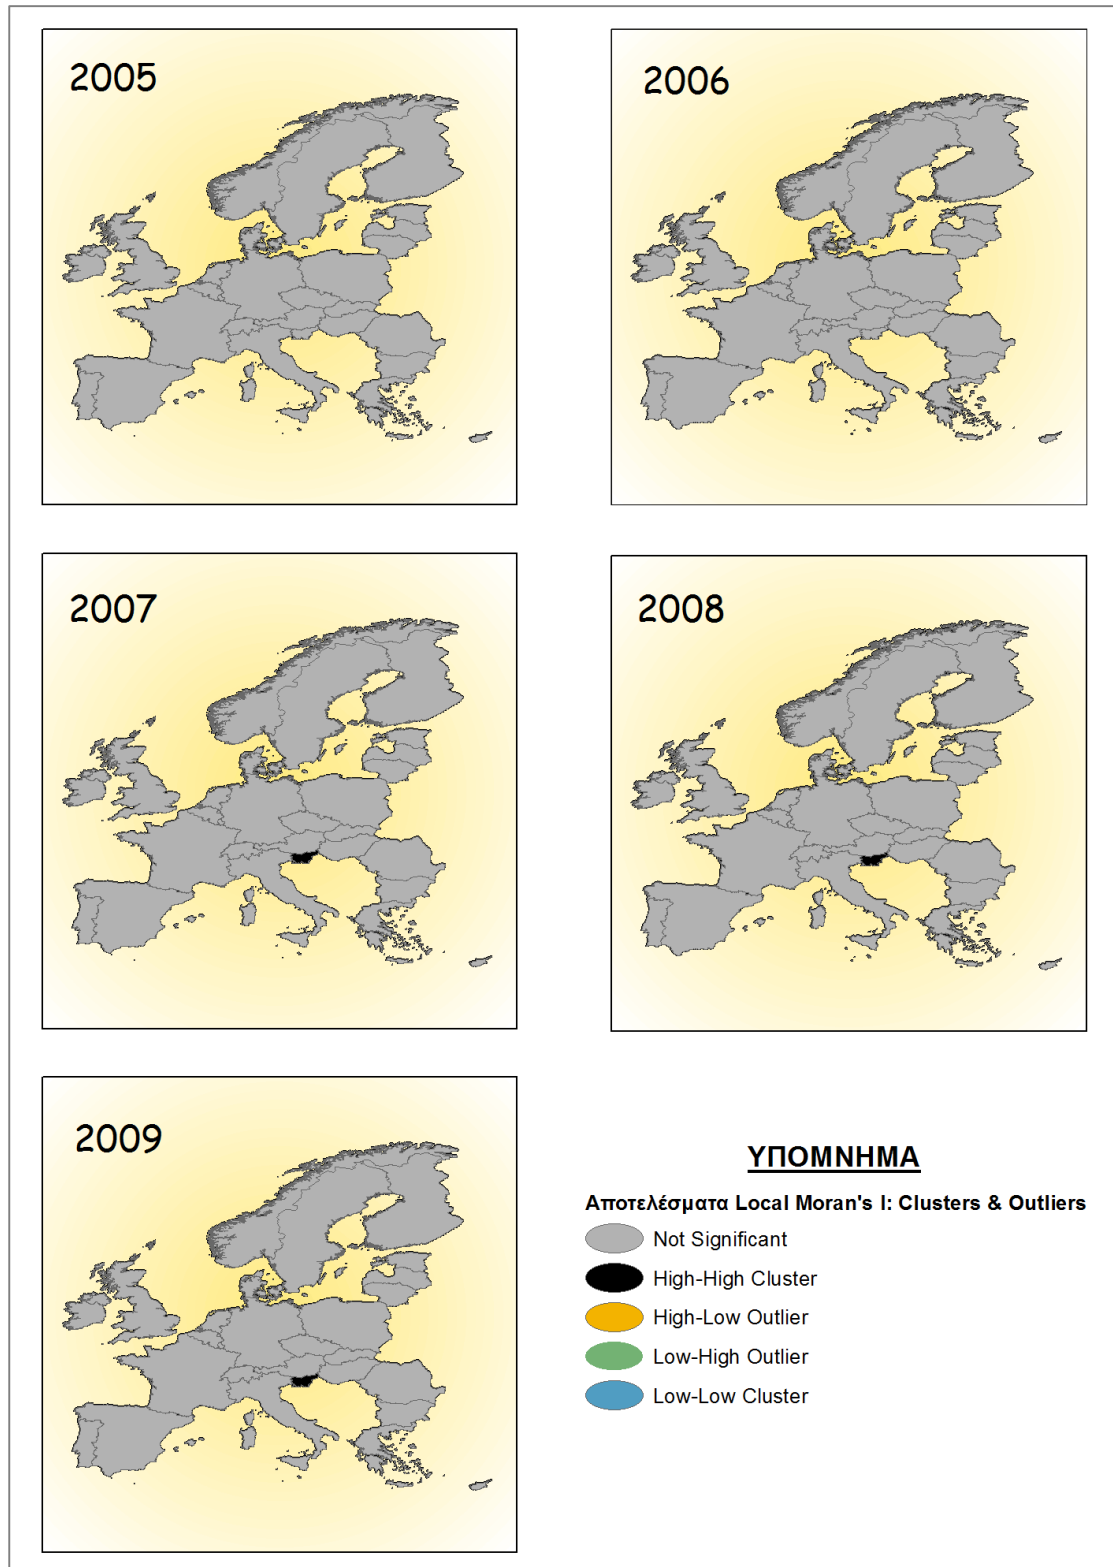 2005
2006
2007
2008
2009
ΥΠΟΜΝΗΜΑ
Αποτελέσματα Local Moran's I: Clusters & Outliers
Not Significant
High-High Cluster
High-Low Outlier
Low-High Outlier
Low-Low Cluster